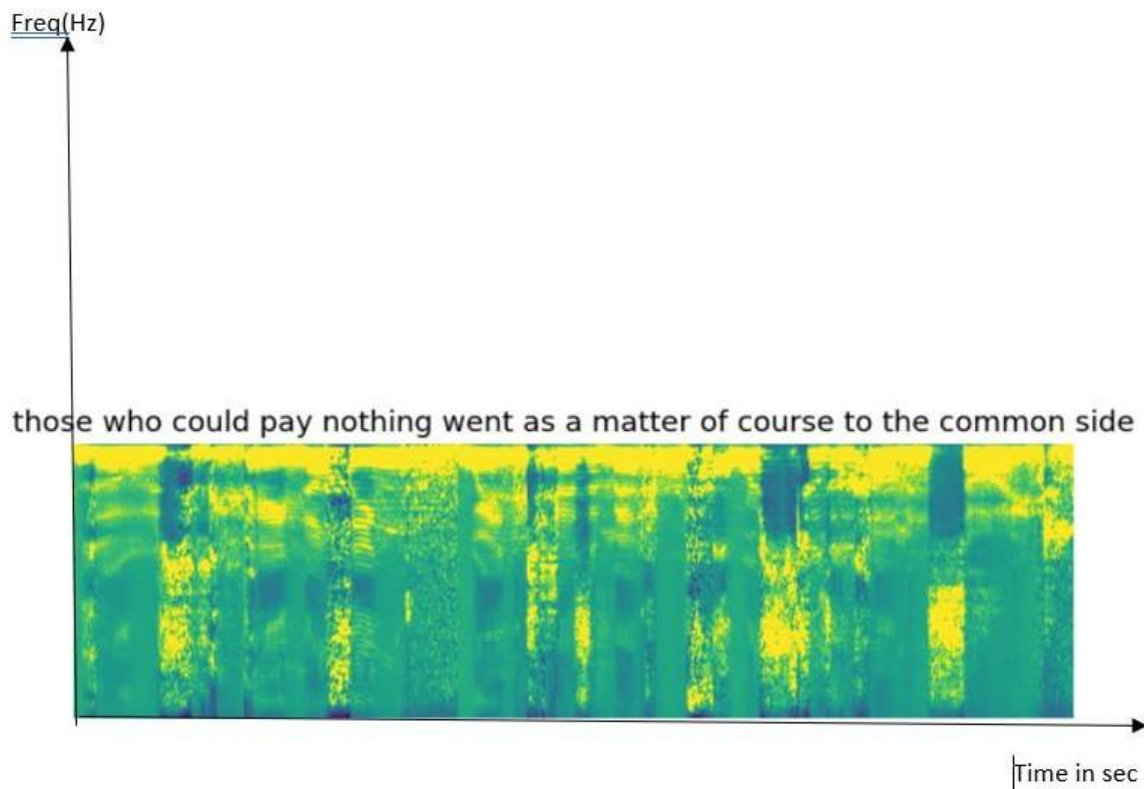 Freq(Hz)
those who could pay nothing went as a matter of course to the common side
Time in sec